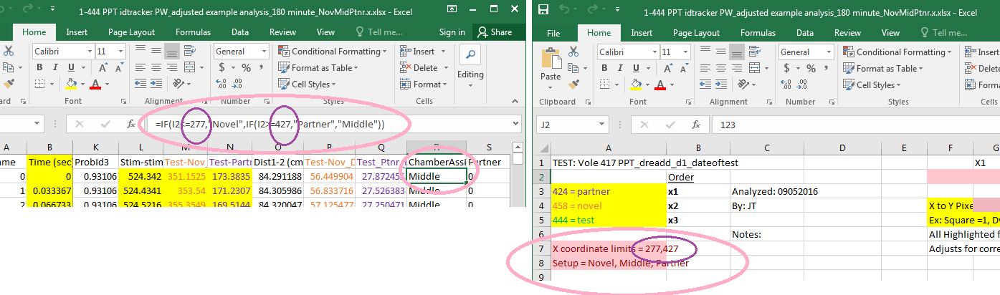 1-444 PPT idtracker PW_adjusted example analysis_180 minute_NovMidPtnr.x.xlsx - Excel
Home Insert Page Layout Formulas Data Review View Tell me... Sign in Share
Calibri 11 General Conditional Formatting Insert
B I U A A $ % , Format as Table Delete Editing
A Cell Styles Format
Font Alignment Number Styles Cells
fx =IF(I2<=277,"Novel",IF(I2>=427,"Partner","Middle"))
A B K L M N O P Q R S
ame Time (sec) ProbId3 Stim-stim Test-Nov_ Test-Partn Dist1-2 (cm Test-Nov_D Test_Ptnr_ ChamberAssi Partner
0 0 0.93106 524.342 351.1525 173.3835 84.291188 56.449904 27.872455 Middle 0
1 0.033367 0.93106 524.4341 353.54 171.2307 84.305986 56.833716 27.526383 Middle 0
2 0.066733 0.93106 524.5216 355.3549 169.5144 84.320047 57.125477 27.250471 Middle 0
1-444 PPT idtracker PW_adjusted example analysis_180 minute_NovMidPtnr.x.xlsx - Excel
File Home Insert Page Layout Formulas Data Review View Tell me...
Paste Calibri 11 General Conditional Formatting
B I U A A $ % , Format as Table
A Cell Styles
Clipboard Font Alignment Number Styles
J2 fx 123
A B C D E F G
1 TEST: Vole 417 PPT_dreadd_d1_dateoftest X1
2 Order
3 424 = partner x1 Analyzed: 09052016
4 458 = novel x2 By: JT X to Y Pixe
5 444 = test x3 Ex: Square =1, Dv
6 Notes: All Highlighted f
7 X coordinate limits = 277,427 Adjusts for corre
8 Setup = Novel, Middle, Partner
9